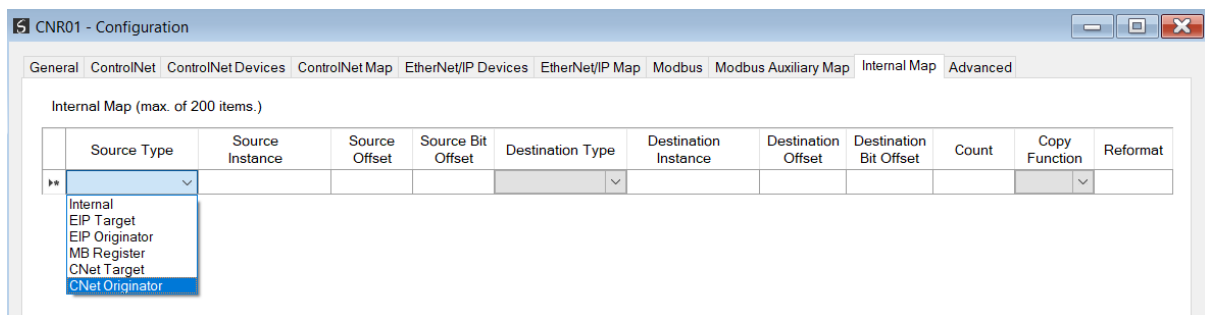 CNR01 - Configuration
General ControlNet ControlNet Devices ControlNet Map EtherNet/IP Devices EtherNet/IP Map Modbus Modbus Auxiliary Map Internal Map Advanced
Internal Map (max. of 200 items.)
Source Type Source Instance Source Offset Source Bit Offset Destination Type Destination Instance Destination Offset Destination Bit Offset Count Copy Function Reformat
Internal
EIP Target
EIP Originator
MB Register
CNet Target
CNet Originator